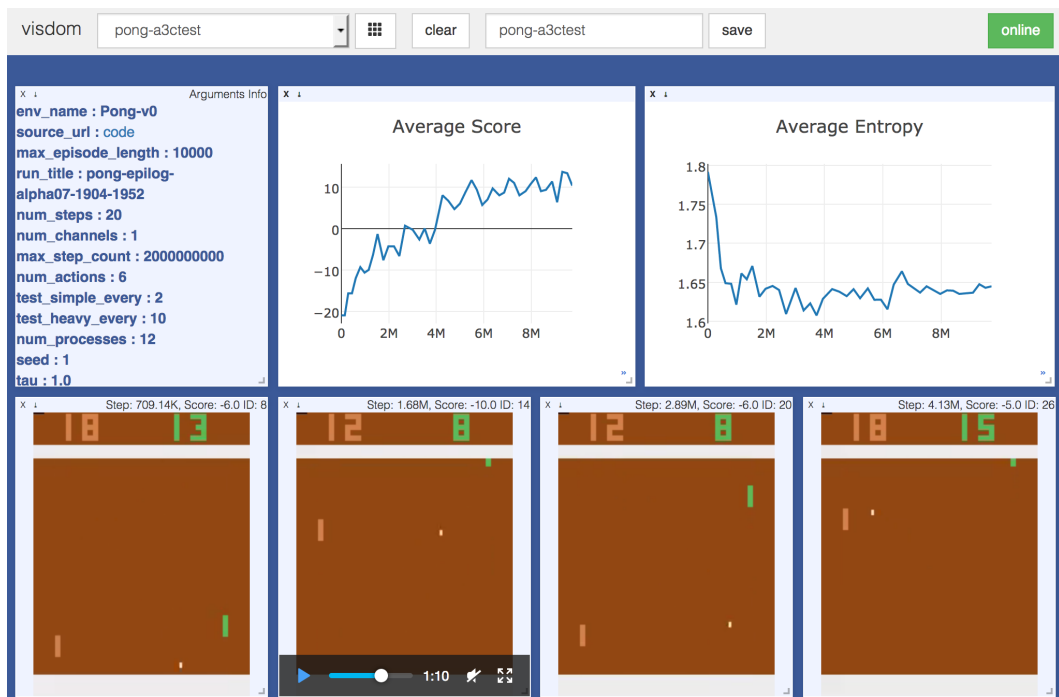 visdom pong-a3ctest clear pong-a3ctest save online
X ↓ Arguments Info
env_name : Pong-v0
source_url : code
max_episode_length : 10000
run_title : pong-epilog-
alpha07-1904-1952
num_steps : 20
num_channels : 1
max_step_count : 2000000000
num_actions : 6
test_simple_every : 2
test_heavy_every : 10
num_processes : 12
seed : 1
tau : 1.0
X ↓
Average Score
10
0
−10
−20
0 2M 4M 6M 8M
»
X ↓
Average Entropy
1.8
1.75
1.7
1.65
1.6
0 2M 4M 6M 8M
»
X ↓ Step: 709.14K, Score: -6.0 ID: 8
18 13
X ↓ Step: 1.68M, Score: -10.0 ID: 14
12 8
1:10
X ↓ Step: 2.89M, Score: -6.0 ID: 20
12 8
X ↓ Step: 4.13M, Score: -5.0 ID: 26
18 15